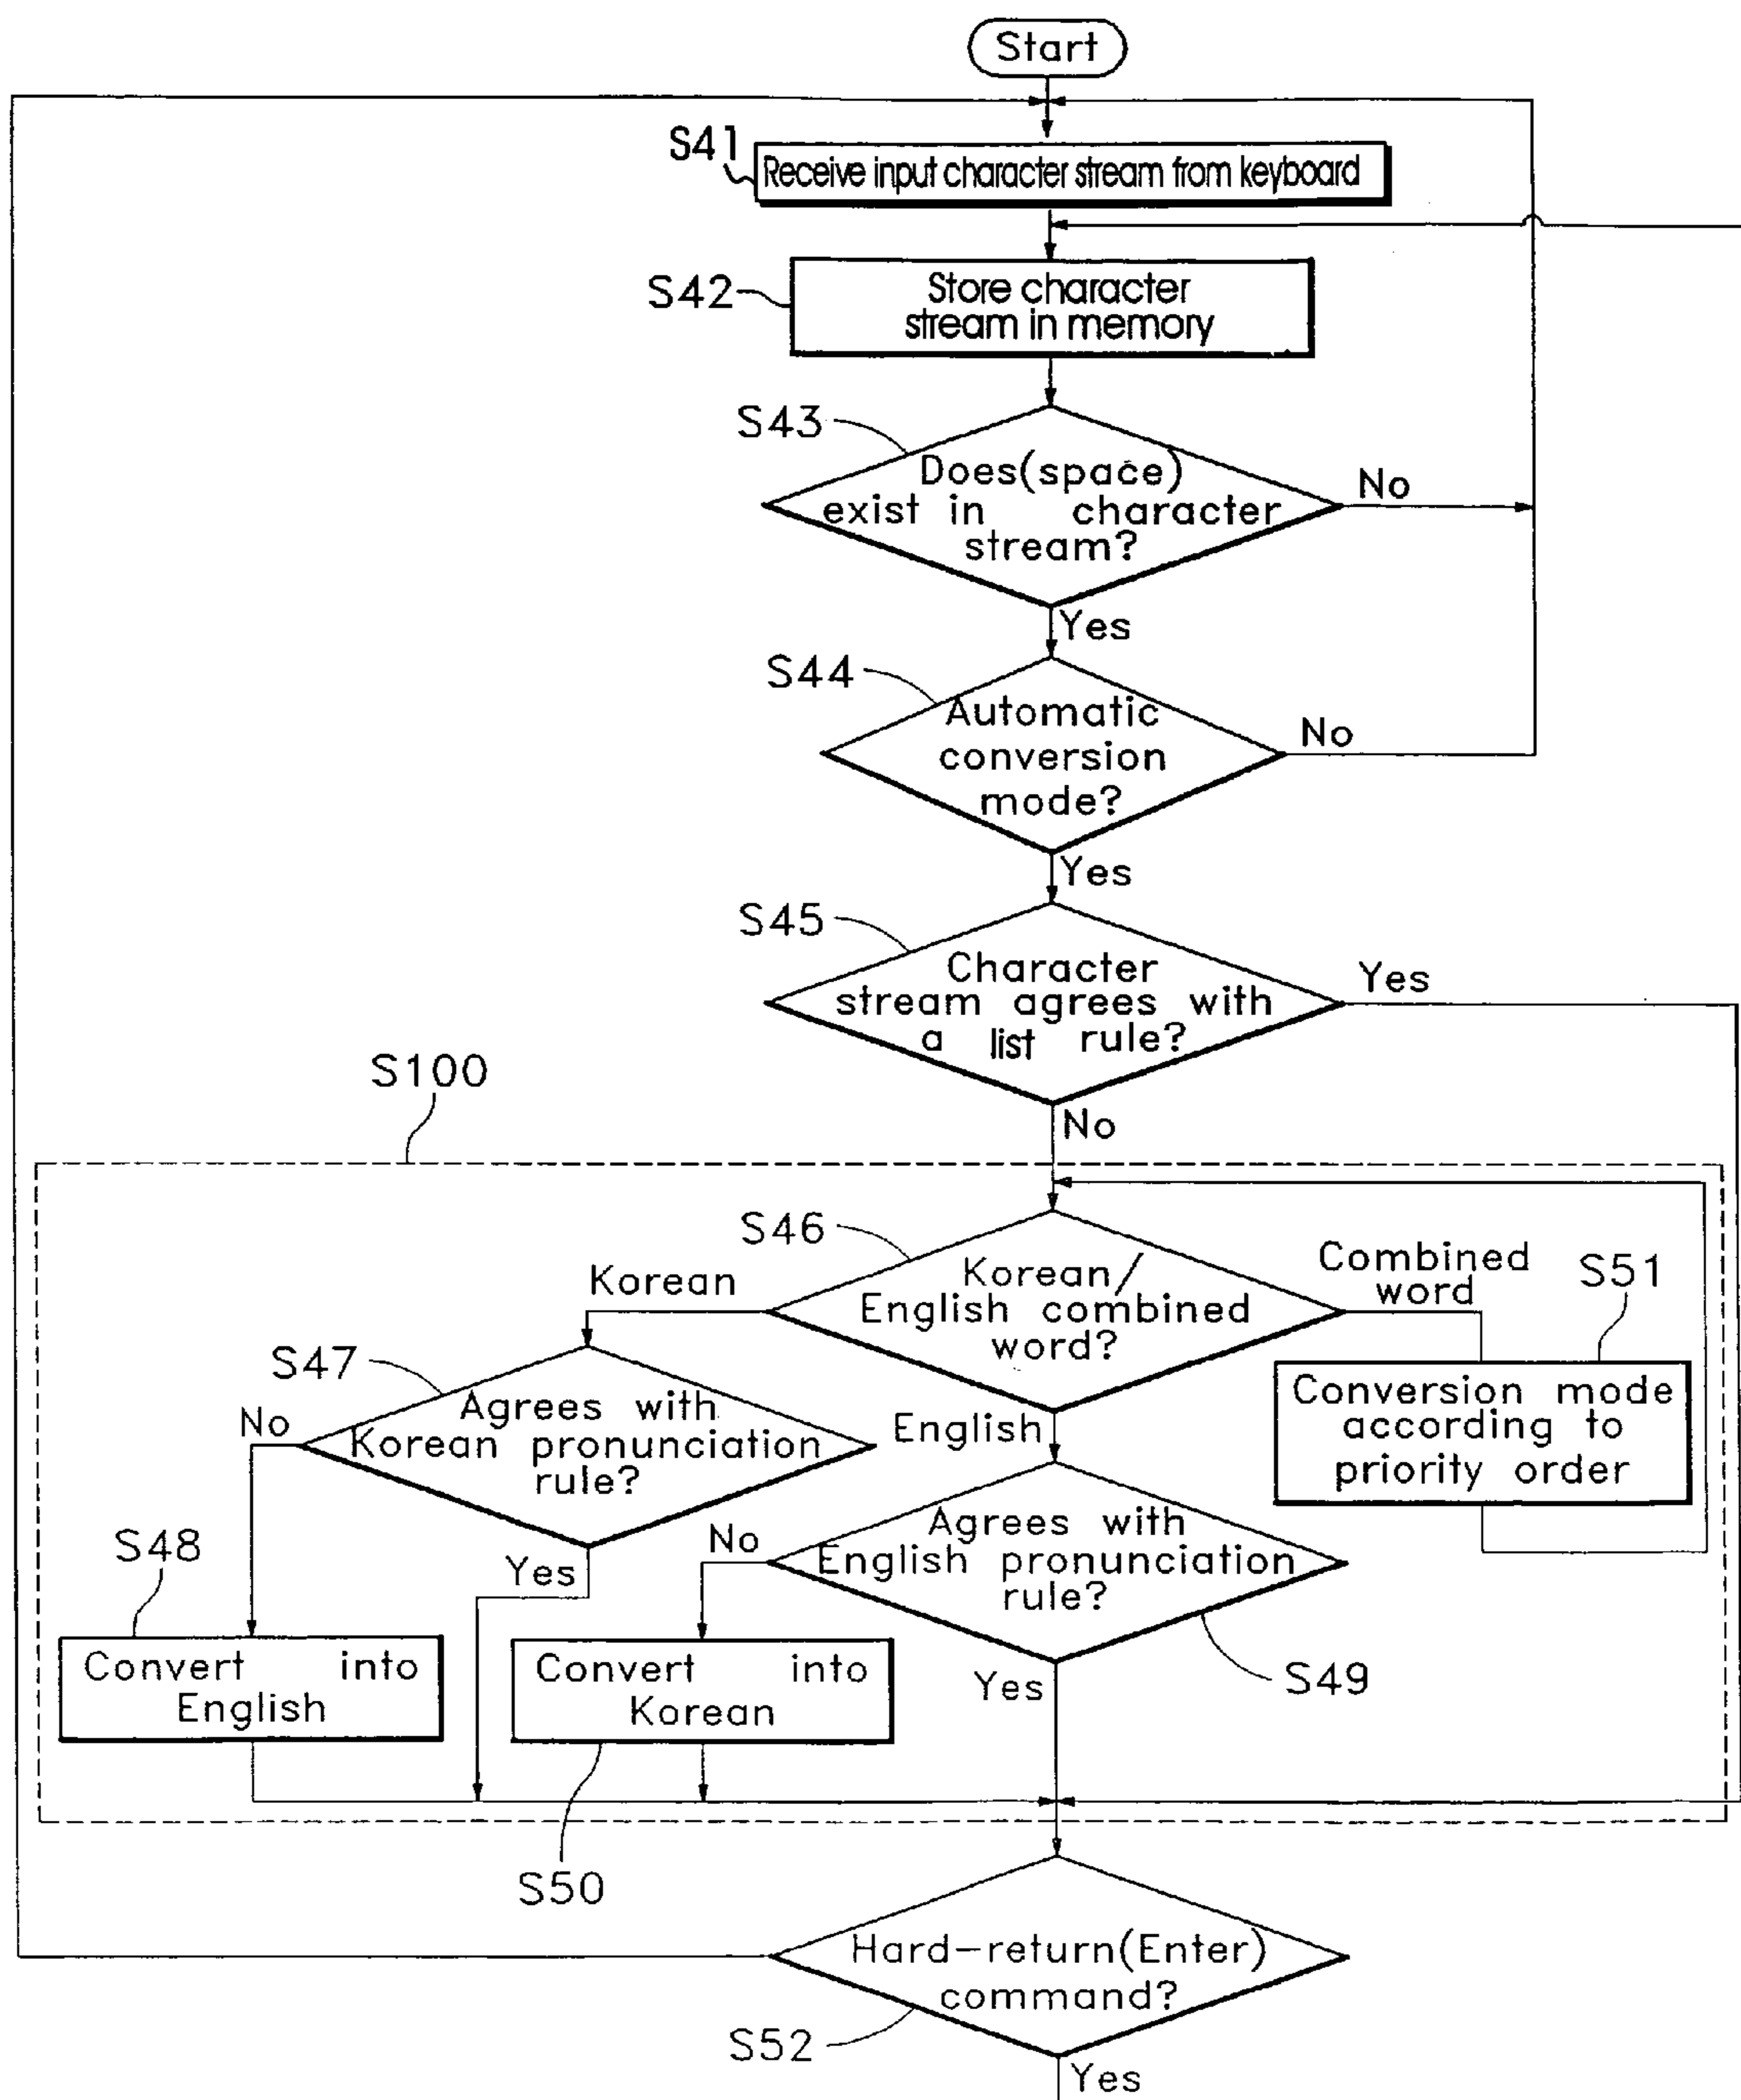 Start
S41
Receive input character stream from keyboard
S42
Store character
stream in memory
S43
Does(space)
exist in character
stream?
No
Yes
S44
Automatic
conversion
mode?
No
Yes
S45
Character
stream agrees with
a list rule?
Yes
No
S100
S46
Korean/
English combined
word?
Korean
Combined
word
S51
Conversion mode
according to
priority order
English
S47
Agrees with
Korean pronunciation
rule?
No
Yes
S48
Convert into
English
Agrees with
English pronunciation
rule?
No
Yes
S49
Convert into
Korean
S50
Hard-return(Enter)
command?
S52
Yes